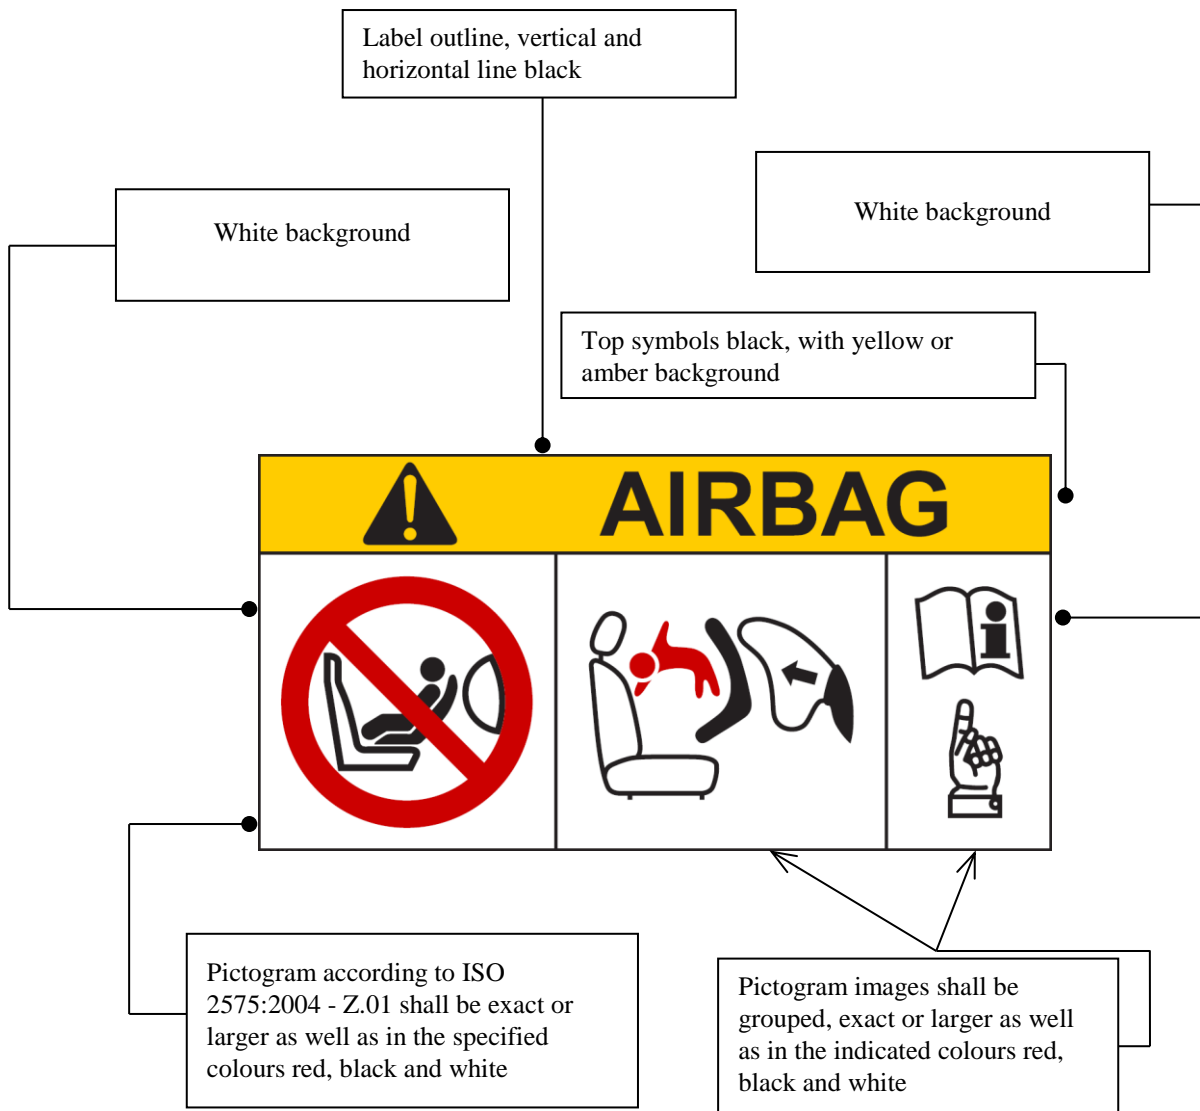 Label outline, vertical and
horizontal line black
White background
White background
Top symbols black, with yellow or
amber background
AIRBAG
Pictogram according to ISO
2575:2004 - Z.01 shall be exact or
larger as well as in the specified
colours red, black and white
Pictogram images shall be
grouped, exact or larger as well
as in the indicated colours red,
black and white